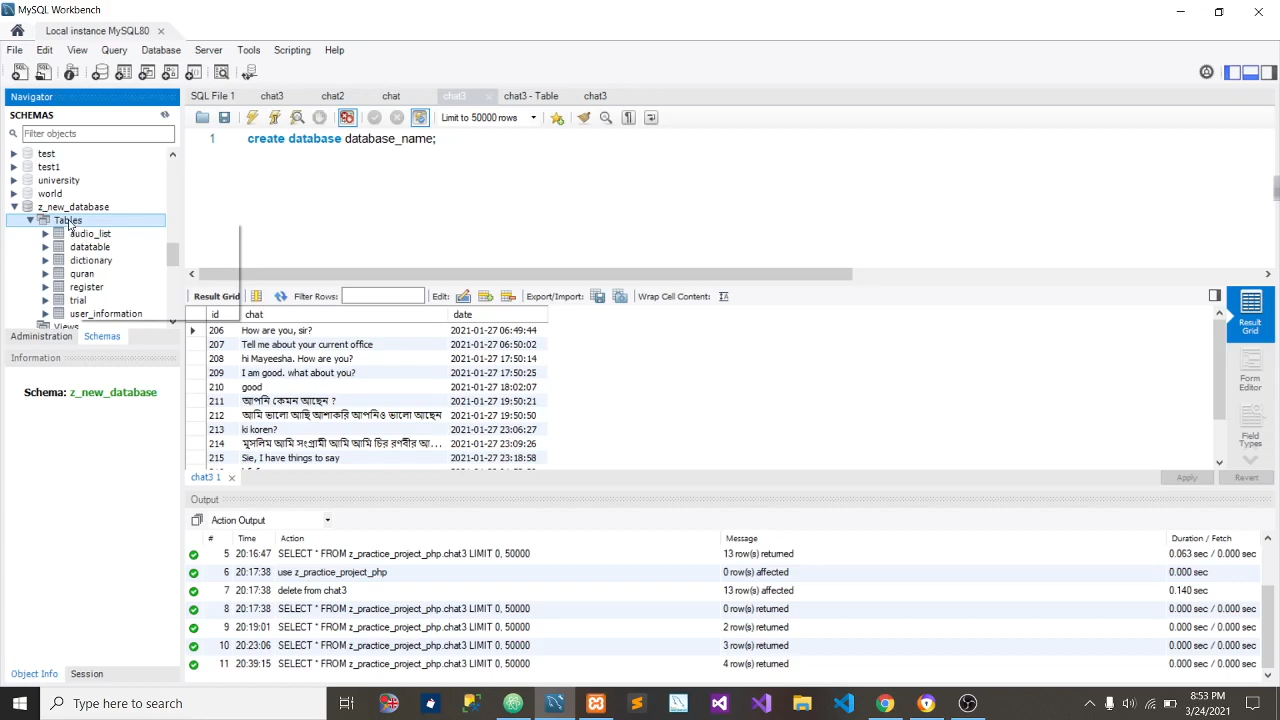 MySQL Workbench
Local instance MySQL80
File Edit View Query Database Server Tools Scripting Help
Navigator
SCHEMAS
Filter objects
test
test1
university
world
z_new_database
Tables
audio_list
datatable
dictionary
quran
register
trial
user_information
Views
Administration Schemas
Information
Schema: z_new_database
Object Info Session
SQL File 1 chat3 chat2 chat chat3 chat3 - Table chat3
Limit to 50000 rows
1 create database database_name;
Result Grid Filter Rows: Edit: Export/Import: Wrap Cell Content: IA
id chat date
206 How are you, sir? 2021-01-27 06:49:44
207 Tell me about your current office 2021-01-27 06:50:02
208 hi Mayeesha. How are you? 2021-01-27 17:50:14
209 I am good. what about you? 2021-01-27 17:50:25
210 good 2021-01-27 18:02:07
211 আপনি কেমন আছেন ? 2021-01-27 19:50:21
212 আমি ভালো আছি আশাকরি আপনিও ভালো আছেন 2021-01-27 19:50:50
213 ki koren? 2021-01-27 23:06:27
214 মুসলিম আমি সংগ্রামী আমি আমি চির রণবীর আ... 2021-01-27 23:09:26
215 Sie, I have things to say 2021-01-27 23:18:58
Result Grid
Form Editor
Field Types
chat3 1
Apply Revert
Output
Action Output
# Time Action Message Duration / Fetch
5 20:16:47 SELECT * FROM z_practice_project_php.chat3 LIMIT 0, 50000 13 row(s) returned 0.063 sec / 0.000 sec
6 20:17:38 use z_practice_project_php 0 row(s) affected 0.000 sec
7 20:17:38 delete from chat3 13 row(s) affected 0.140 sec
8 20:17:38 SELECT * FROM z_practice_project_php.chat3 LIMIT 0, 50000 0 row(s) returned 0.000 sec / 0.000 sec
9 20:19:01 SELECT * FROM z_practice_project_php.chat3 LIMIT 0, 50000 2 row(s) returned 0.000 sec / 0.000 sec
10 20:23:06 SELECT * FROM z_practice_project_php.chat3 LIMIT 0, 50000 3 row(s) returned 0.000 sec / 0.000 sec
11 20:39:15 SELECT * FROM z_practice_project_php.chat3 LIMIT 0, 50000 4 row(s) returned 0.000 sec / 0.000 sec
Type here to search
8:53 PM
3/24/2021